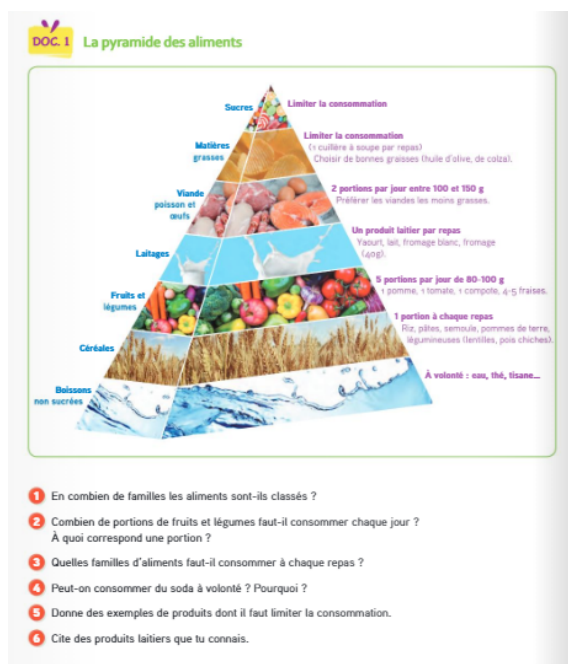 DOC. 1 La pyramide des aliments
Sucres
Limiter la consommation
Matières
grasses
Limiter la consommation
(1 cuillère à soupe par repas)
Choisir de bonnes graisses (huile d'olive, de colza).
Viande
poisson et
œufs
2 portions par jour entre 100 et 150 g
Préférer les viandes les moins grasses.
Laitages
Un produit laitier par repas
Yaourt, lait, fromage blanc, fromage
(40g).
Fruits et
légumes
5 portions par jour de 80-100 g
1 pomme, 1 tomate, 1 compote, 4-5 fraises.
Céréales
1 portion à chaque repas
Riz, pâtes, semoule, pommes de terre,
légumineuses (lentilles, pois chiches).
Boissons
non sucrées
À volonté : eau, thé, tisane...
1 En combien de familles les aliments sont-ils classés ?
2 Combien de portions de fruits et légumes faut-il consommer chaque jour ?
À quoi correspond une portion ?
3 Quelles familles d'aliments faut-il consommer à chaque repas ?
4 Peut-on consommer du soda à volonté ? Pourquoi ?
5 Donne des exemples de produits dont il faut limiter la consommation.
6 Cite des produits laitiers que tu connais.